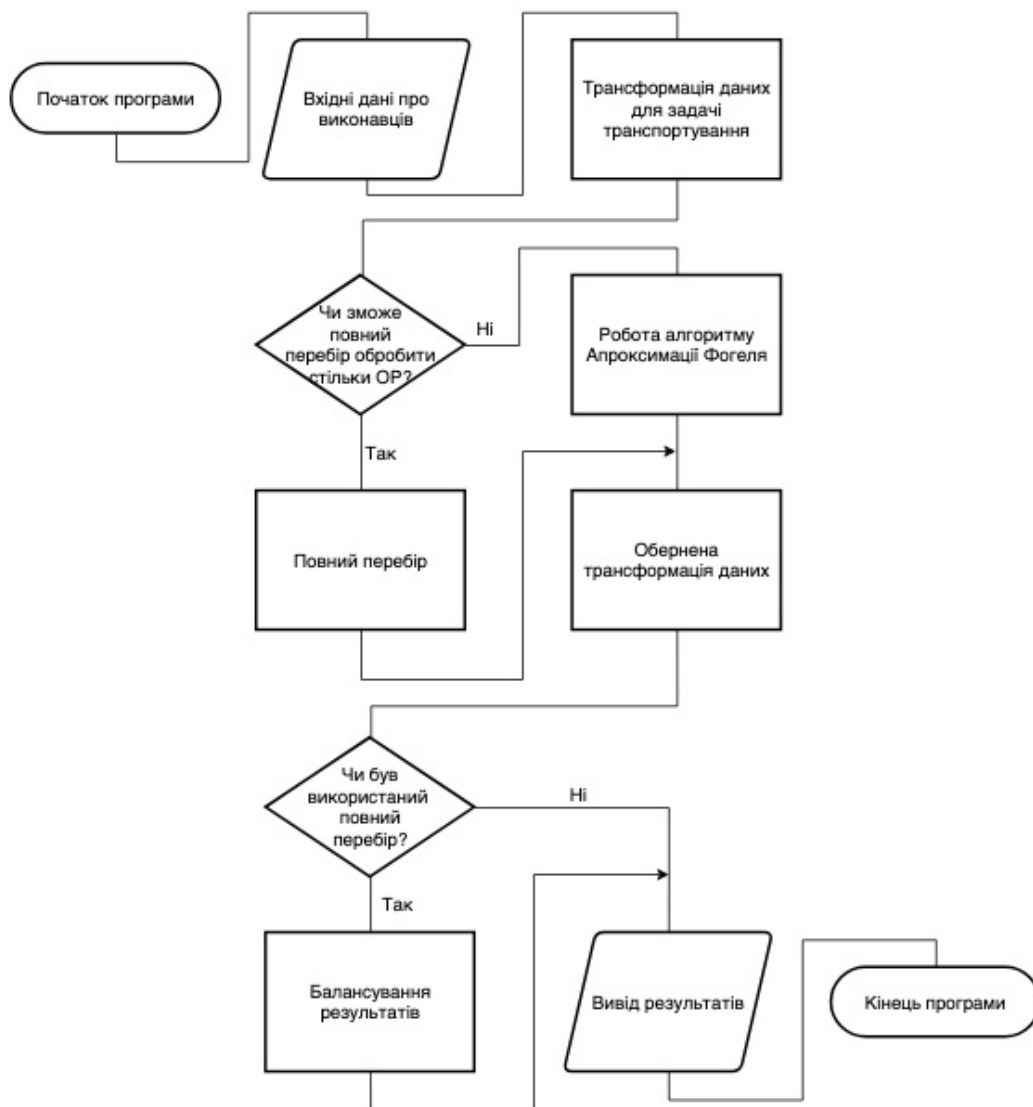 Початок програми
Вхідні дані про
виконавців
Трансформація даних
для задачі
транспортування
Чи зможе
повний
перебір обробити
стільки ОР?
Ні
Робота алгоритму
Апроксимації Фогеля
Так
Повний перебір
Обернена
трансформація даних
Чи був
використаний
повний
перебір?
Ні
Так
Балансування
результатів
Вивід результатів
Кінець програми